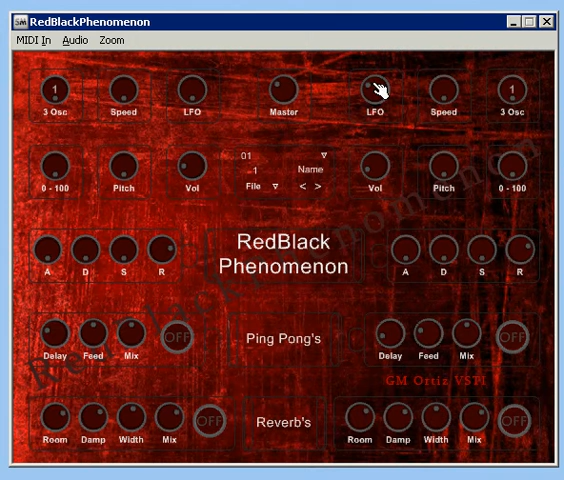 SM RedBlackPhenomenon
MIDI In Audio Zoom
1 1
3 Osc Speed LFO Master LFO Speed 3 Osc
01
-1 Name
0 - 100 Pitch Vol File < > Vol Pitch 0 - 100
RedBlack
Phenomenon
A D S R A D S R
RedBlackPhenomenon
OFF Ping Pong's OFF
Delay Feed Mix Delay Feed Mix
GM Ortiz VSTI
OFF Reverb's OFF
Room Damp Width Mix Room Damp Width Mix